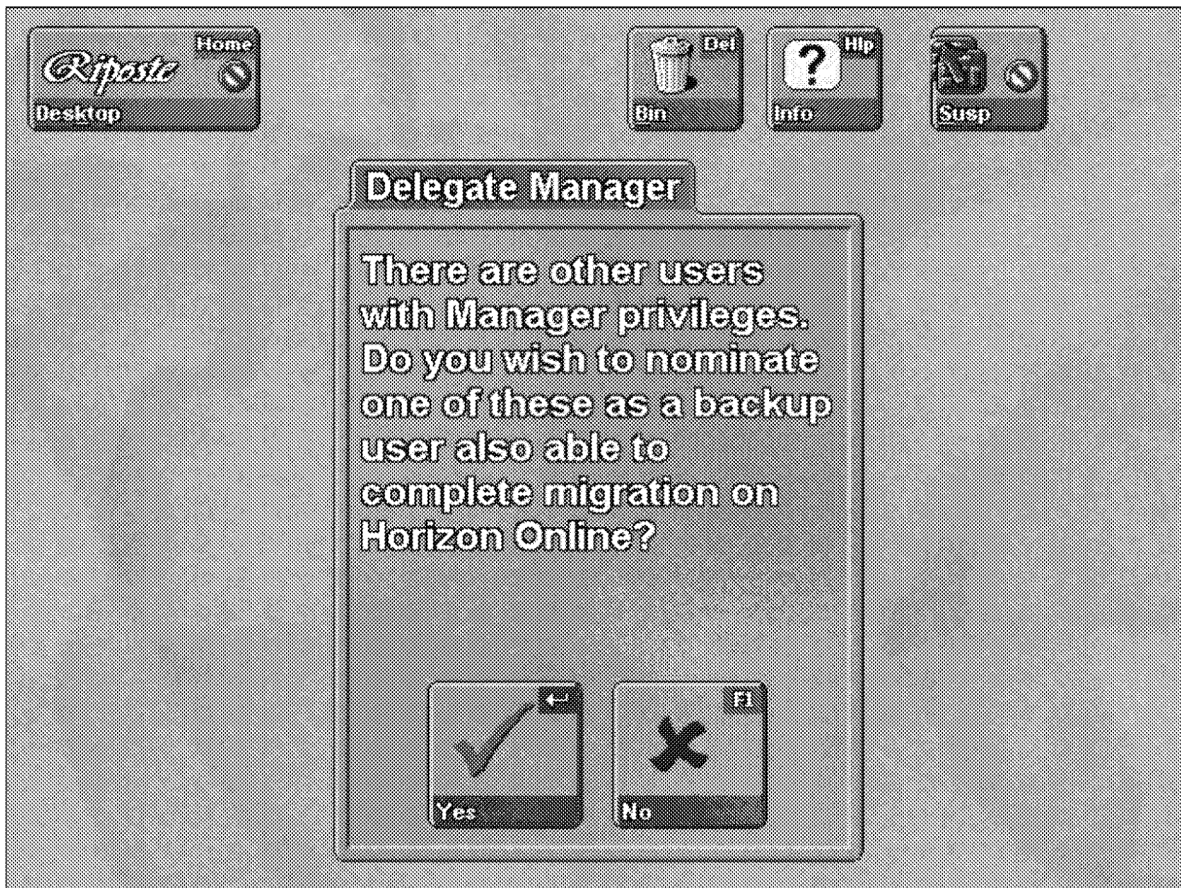 Riposte
Home
Desktop
Del
Bin
Hlp
?
Info
Susp
Delegate Manager
There are other users
with Manager privileges.
Do you wish to nominate
one of these as a backup
user also able to
complete migration on
Horizon Online?
Yes
F1
No